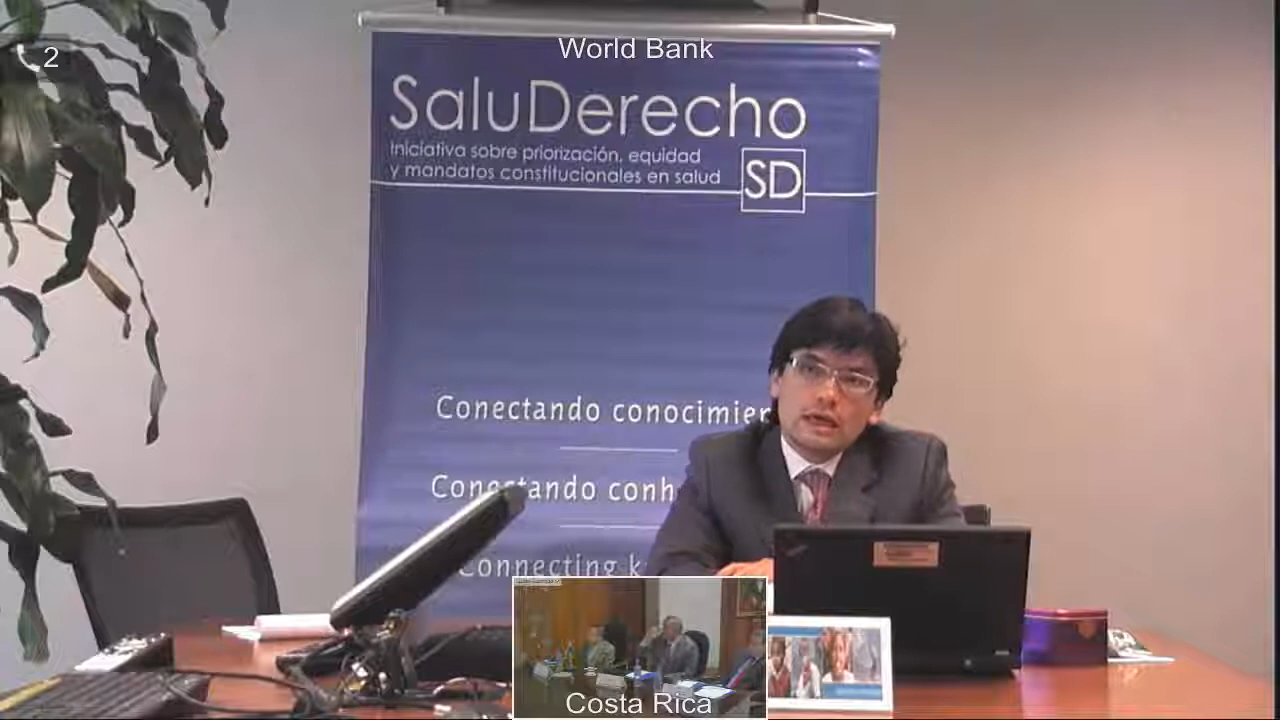 World Bank
2
SaluDerecho
Iniciativa sobre priorización, equidad
y mandatos constitucionales en salud
SD
Conectando conocimien
Conectando conh
Connecting k
Costa Rica